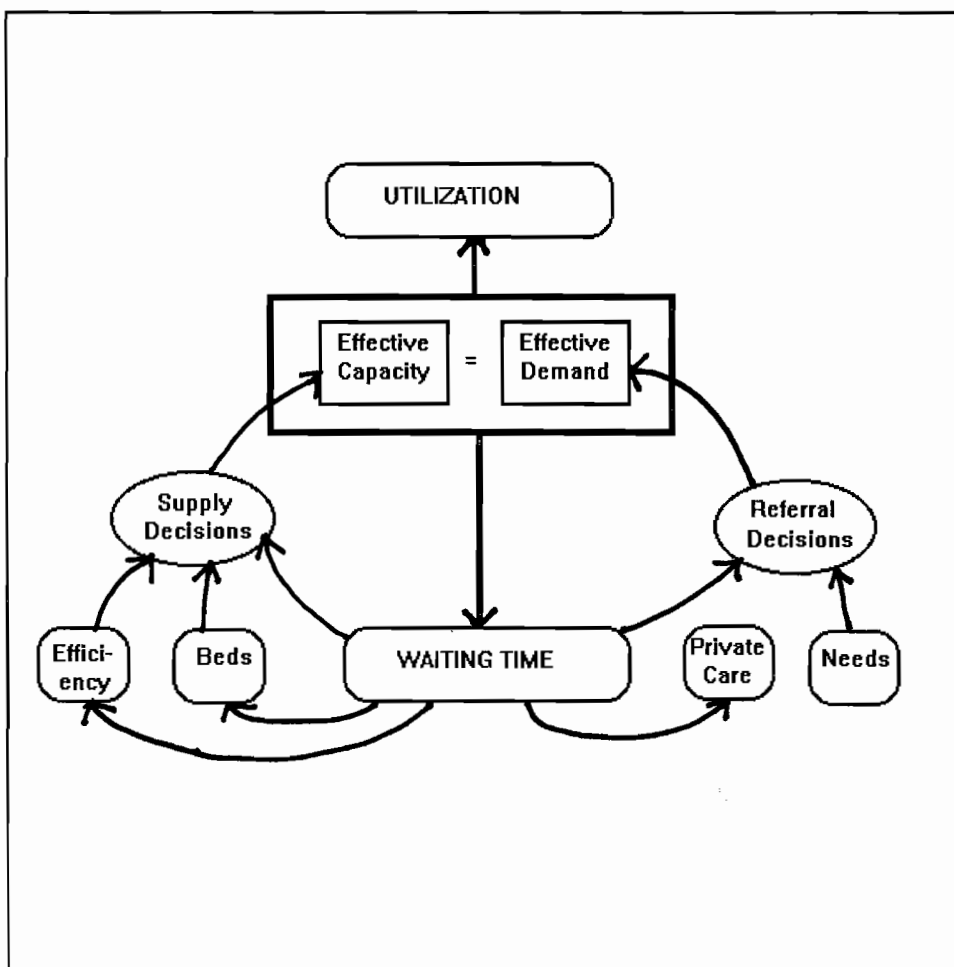 UTILIZATION
Effective
Capacity
=
Effective
Demand
Supply
Decisions
Referral
Decisions
Effici-
ency
Beds
WAITING TIME
Private
Care
Needs